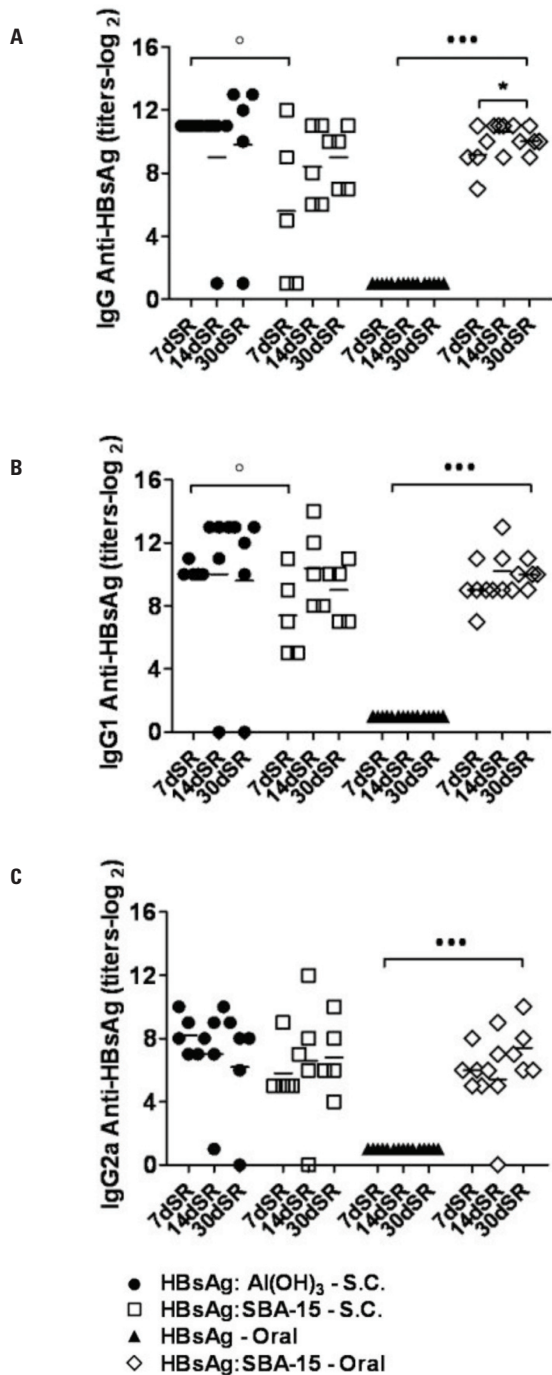 A
IgG Anti-HBsAg (titers-log 2)
16
12
8
4
0
7dSR 14dSR 30dSR 7dSR 14dSR 30dSR 7dSR 14dSR 30dSR 7dSR 14dSR 30dSR
*
B
IgG1 Anti-HBsAg (titers-log 2)
16
12
8
4
0
7dSR 14dSR 30dSR 7dSR 14dSR 30dSR 7dSR 14dSR 30dSR 7dSR 14dSR 30dSR
C
IgG2a Anti-HBsAg (titers-log 2)
16
12
8
4
0
7dSR 14dSR 30dSR 7dSR 14dSR 30dSR 7dSR 14dSR 30dSR 7dSR 14dSR 30dSR
HBsAg: Al(OH)3 - S.C.
HBsAg:SBA-15 - S.C.
HBsAg - Oral
HBsAg:SBA-15 - Oral